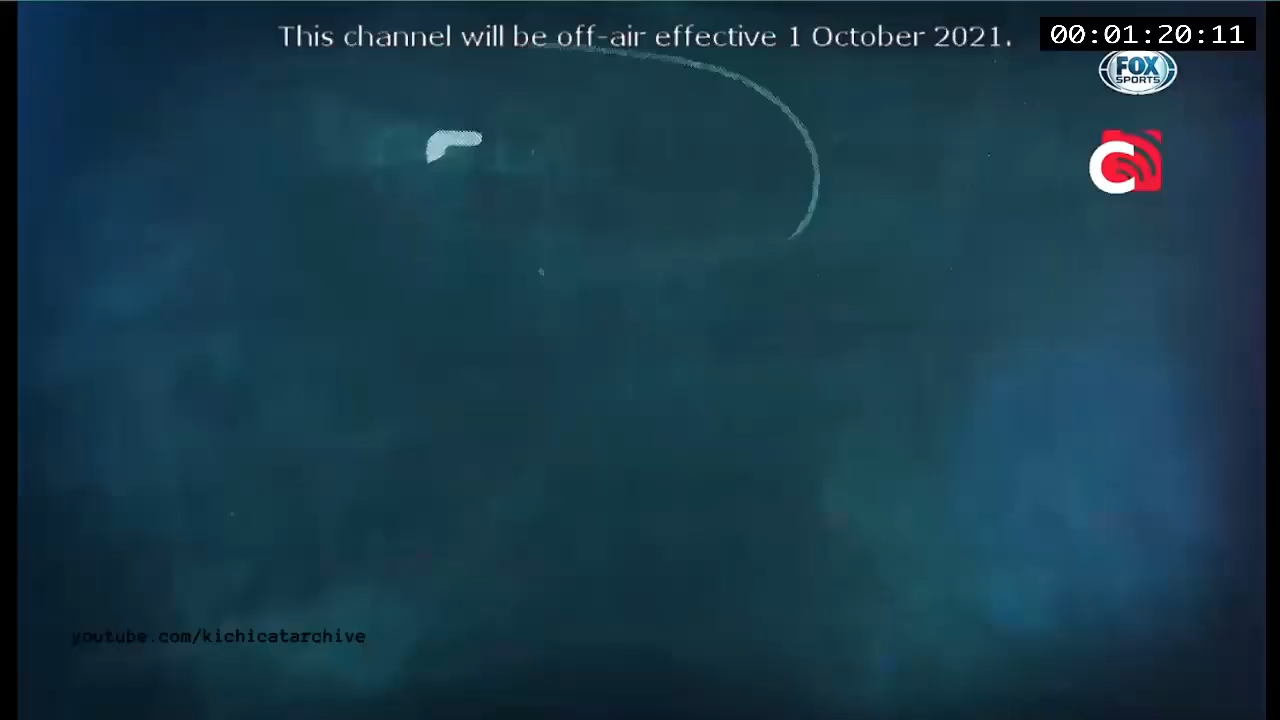 This channel will be off-air effective 1 October 2021.
00:01:20:11
FOX
SPORTS
C
youtube.com/kichicatarchive